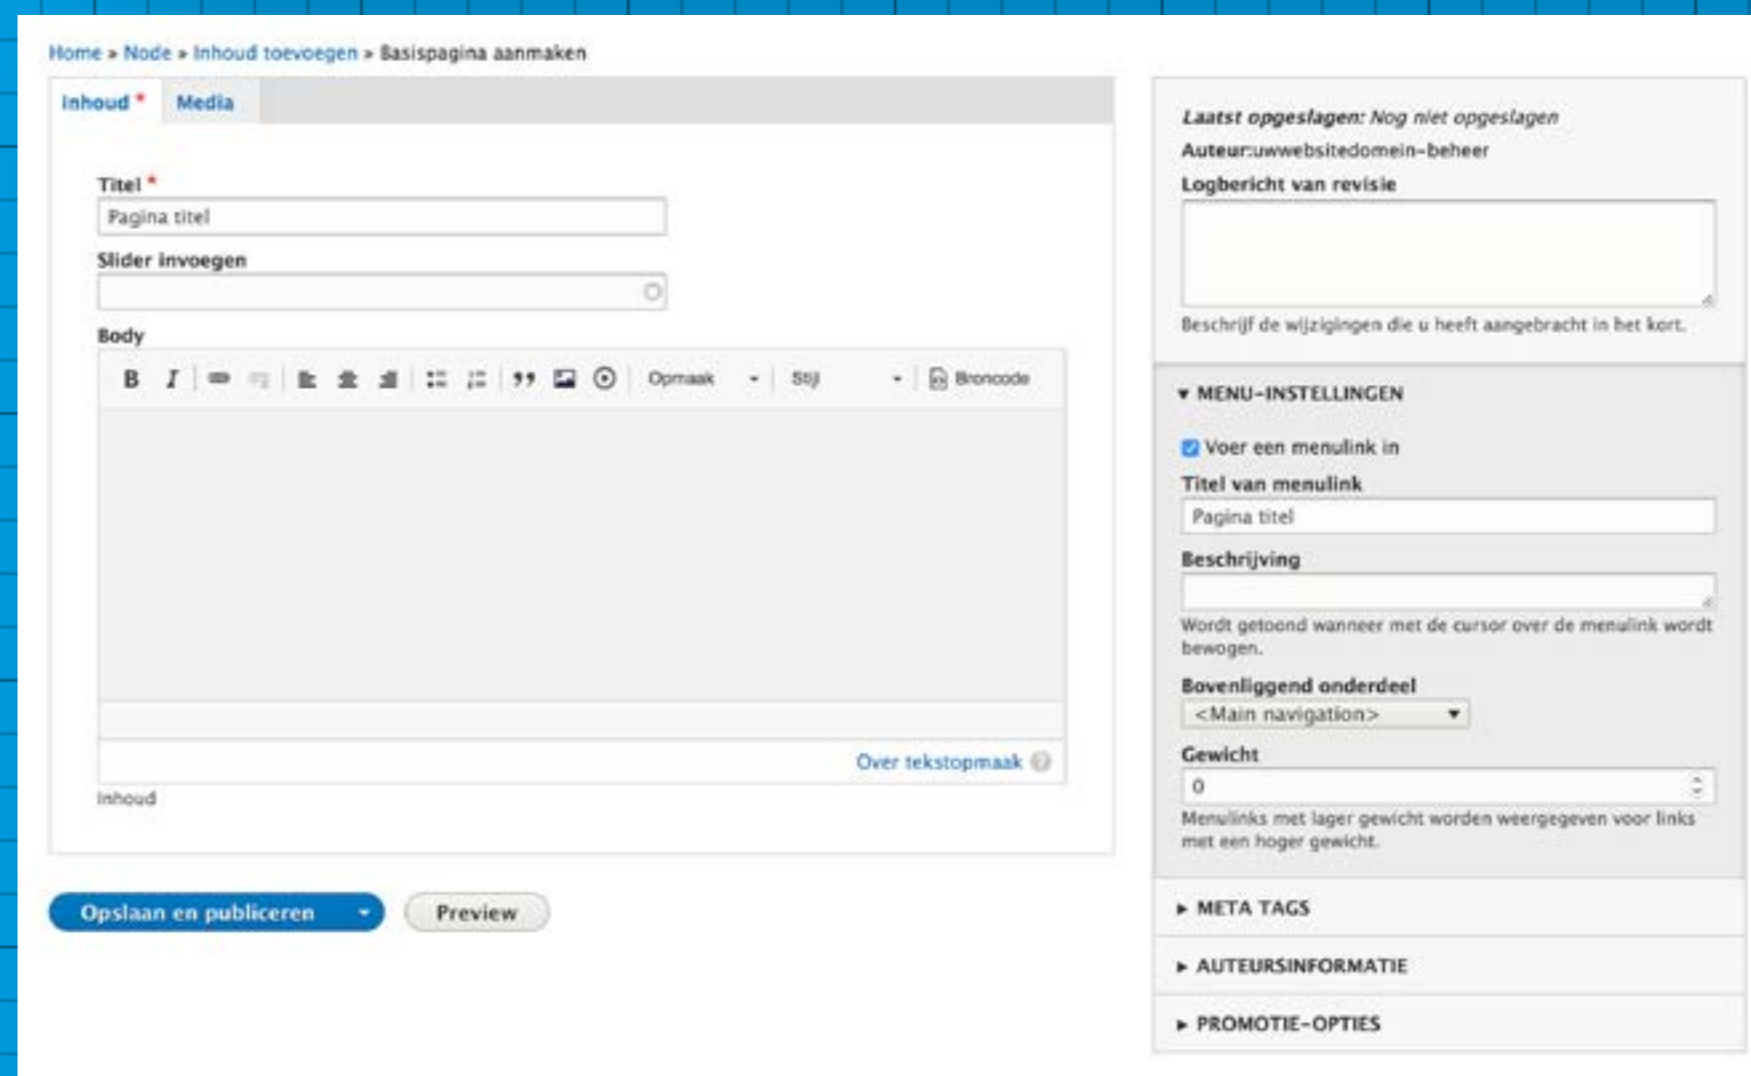 Home » Node » Inhoud toevoegen » Basispagina aanmaken
Inhoud * Media
Titel *
Pagina titel
Slider invoegen
Body
B I Opmaak Stijl Broncode
Over tekstopmaak ?
Inhoud
Opslaan en publiceren Preview
Laatst opgeslagen: Nog niet opgeslagen
Auteur:uwwebsitedomein-beheer
Logbericht van revisie
Beschrijf de wijzigingen die u heeft aangebracht in het kort.
▼ MENU-INSTELLINGEN
Voer een menulink in
Titel van menulink
Pagina titel
Beschrijving
Wordt getoond wanneer met de cursor over de menulink wordt
bewogen.
Bovenliggend onderdeel
<Main navigation>
Gewicht
0
Menulinks met lager gewicht worden weergegeven voor links
met een hoger gewicht.
► META TAGS
► AUTEURSINFORMATIE
► PROMOTIE-OPTIES